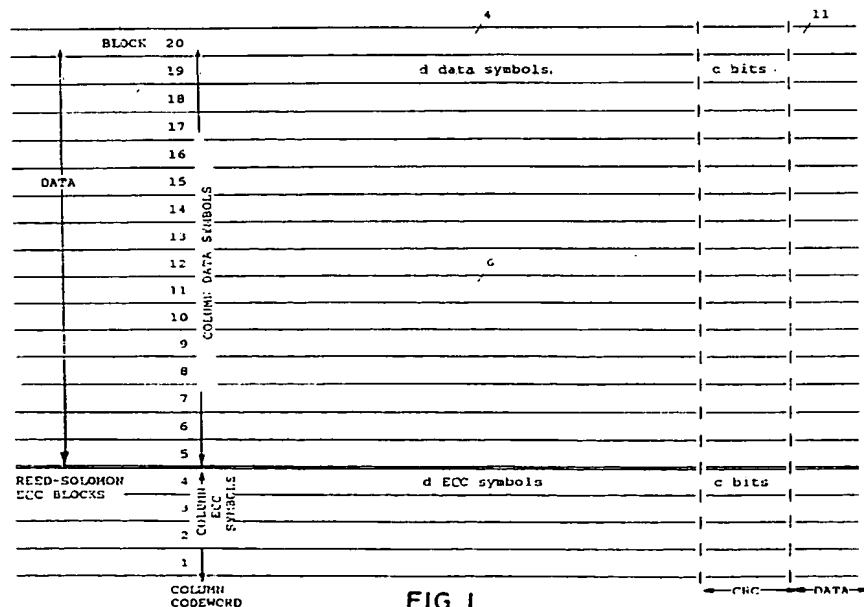 4 11
BLOCK 20
19 d data symbols. c bits
18
17
16
DATA 15
14
13
12
11
10
9
8
7
6
5
COLUMN DATA SYMBOLS
REED-SOLOMON
ECC BLOCKS
4 d ECC symbols c bits
3
2
1
COLUMN
ECC
SYMBOLS
COLUMN
CODEWORD
CRC DATA
FIG 1